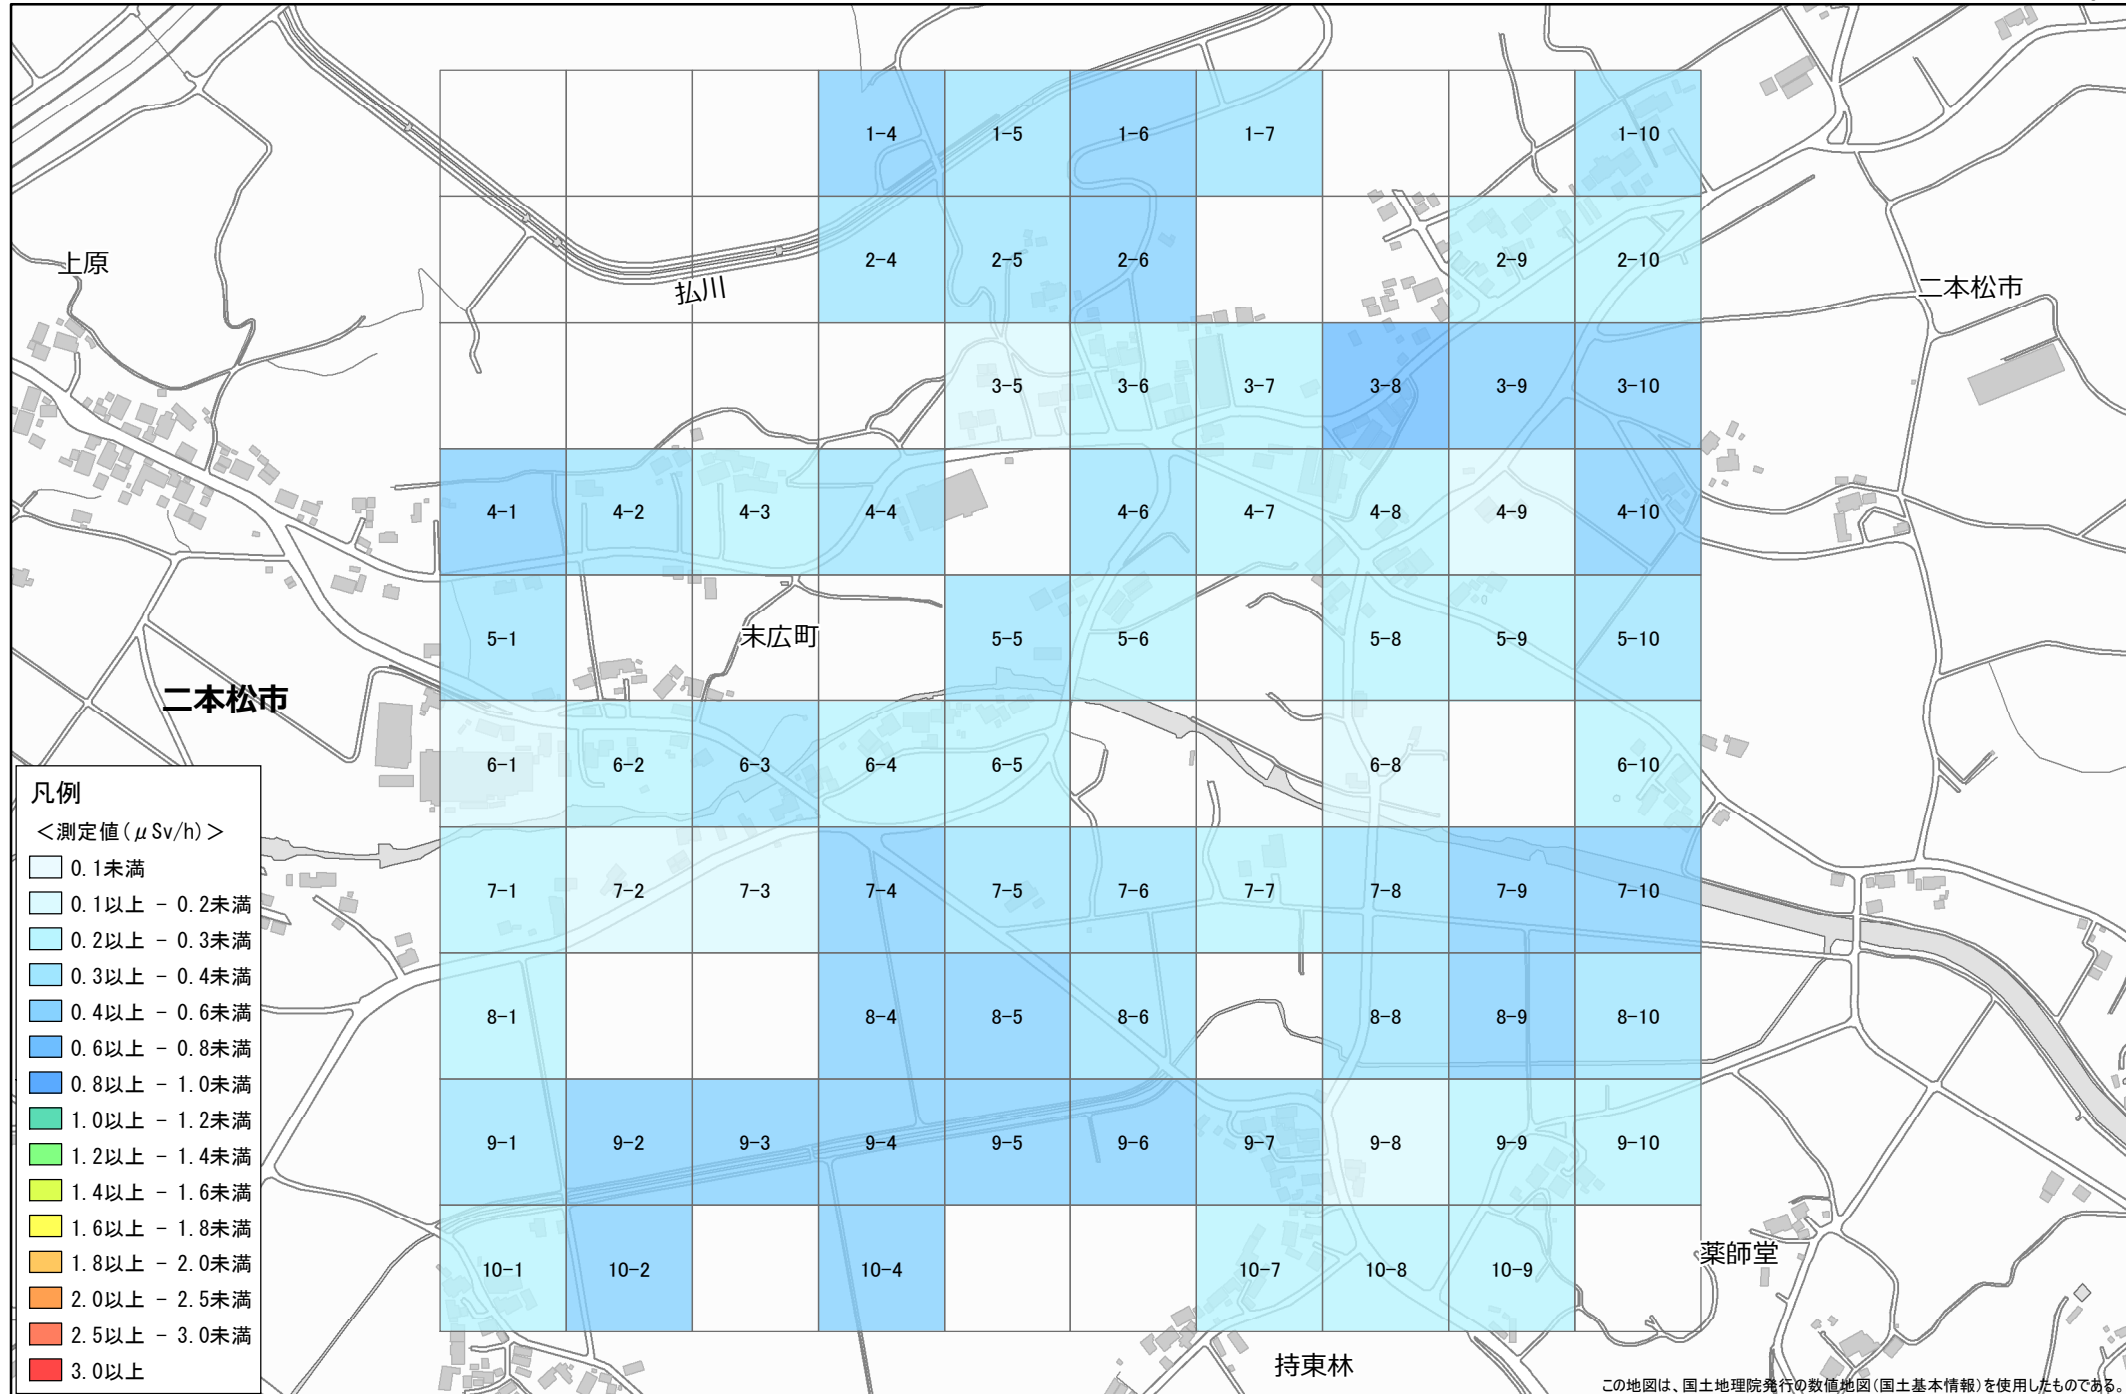 1-4 1-5 1-6 1-7 1-10
上原 払川 2-4 2-5 2-6 2-9 2-10 二本松市
3-5 3-6 3-7 3-8 3-9 3-10
4-1 4-2 4-3 4-4 4-6 4-7 4-8 4-9 4-10
5-1 末広町 5-5 5-6 5-8 5-9 5-10
二本松市
6-1 6-2 6-3 6-4 6-5 6-8 6-10
7-1 7-2 7-3 7-4 7-5 7-6 7-7 7-8 7-9 7-10
8-1 8-4 8-5 8-6 8-8 8-9 8-10
9-1 9-2 9-3 9-4 9-5 9-6 9-7 9-8 9-9 9-10
10-1 10-2 10-4 10-7 10-8 10-9 薬師堂
持東林
凡例
＜測定値(μSv/h)＞
0.1未満
0.1以上 - 0.2未満
0.2以上 - 0.3未満
0.3以上 - 0.4未満
0.4以上 - 0.6未満
0.6以上 - 0.8未満
0.8以上 - 1.0未満
1.0以上 - 1.2未満
1.2以上 - 1.4未満
1.4以上 - 1.6未満
1.6以上 - 1.8未満
1.8以上 - 2.0未満
2.0以上 - 2.5未満
2.5以上 - 3.0未満
3.0以上
この地図は、国土地理院発行の数値地図(国土基本情報)を使用したものである。